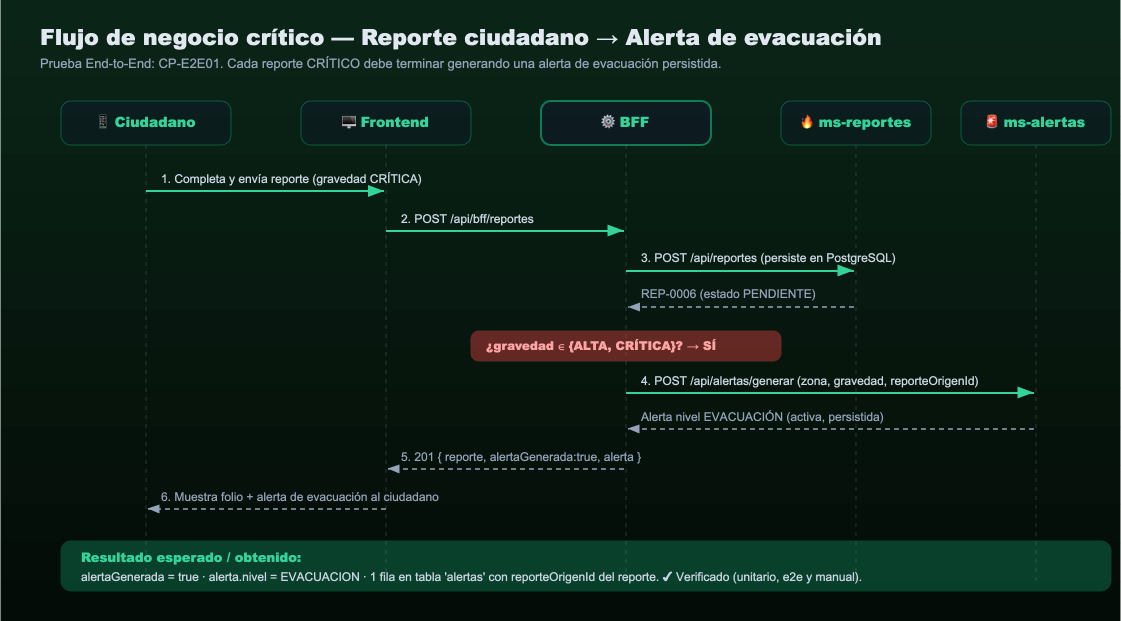 Flujo de negocio crítico — Reporte ciudadano → Alerta de evacuación
Prueba End-to-End: CP-E2E01. Cada reporte CRÍTICO debe terminar generando una alerta de evacuación persistida.
Ciudadano
Frontend
BFF
ms-reportes
ms-alertas
1. Completa y envía reporte (gravedad CRÍTICA)
2. POST /api/bff/reportes
3. POST /api/reportes (persiste en PostgreSQL)
REP-0006 (estado PENDIENTE)
¿gravedad ∈ {ALTA, CRÍTICA}? → SÍ
4. POST /api/alertas/generar (zona, gravedad, reporteOrigenId)
Alerta nivel EVACUACIÓN (activa, persistida)
5. 201 { reporte, alertaGenerada:true, alerta }
6. Muestra folio + alerta de evacuación al ciudadano
Resultado esperado / obtenido:
alertaGenerada = true · alerta.nivel = EVACUACION · 1 fila en tabla 'alertas' con reporteOrigenId del reporte. ✔ Verificado (unitario, e2e y manual).